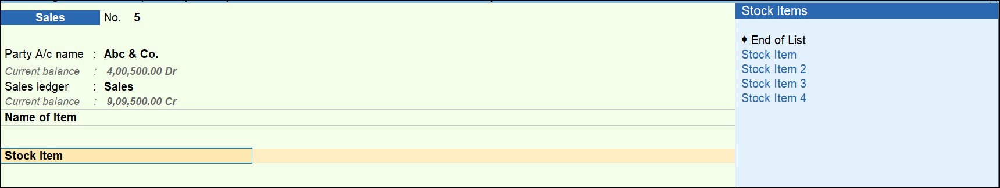 Sales No. 5
Party A/c name : Abc & Co.
Current balance : 4,00,500.00 Dr
Sales ledger : Sales
Current balance : 9,09,500.00 Cr
Name of Item
Stock Item
Stock Items
♦ End of List
Stock Item
Stock Item 2
Stock Item 3
Stock Item 4